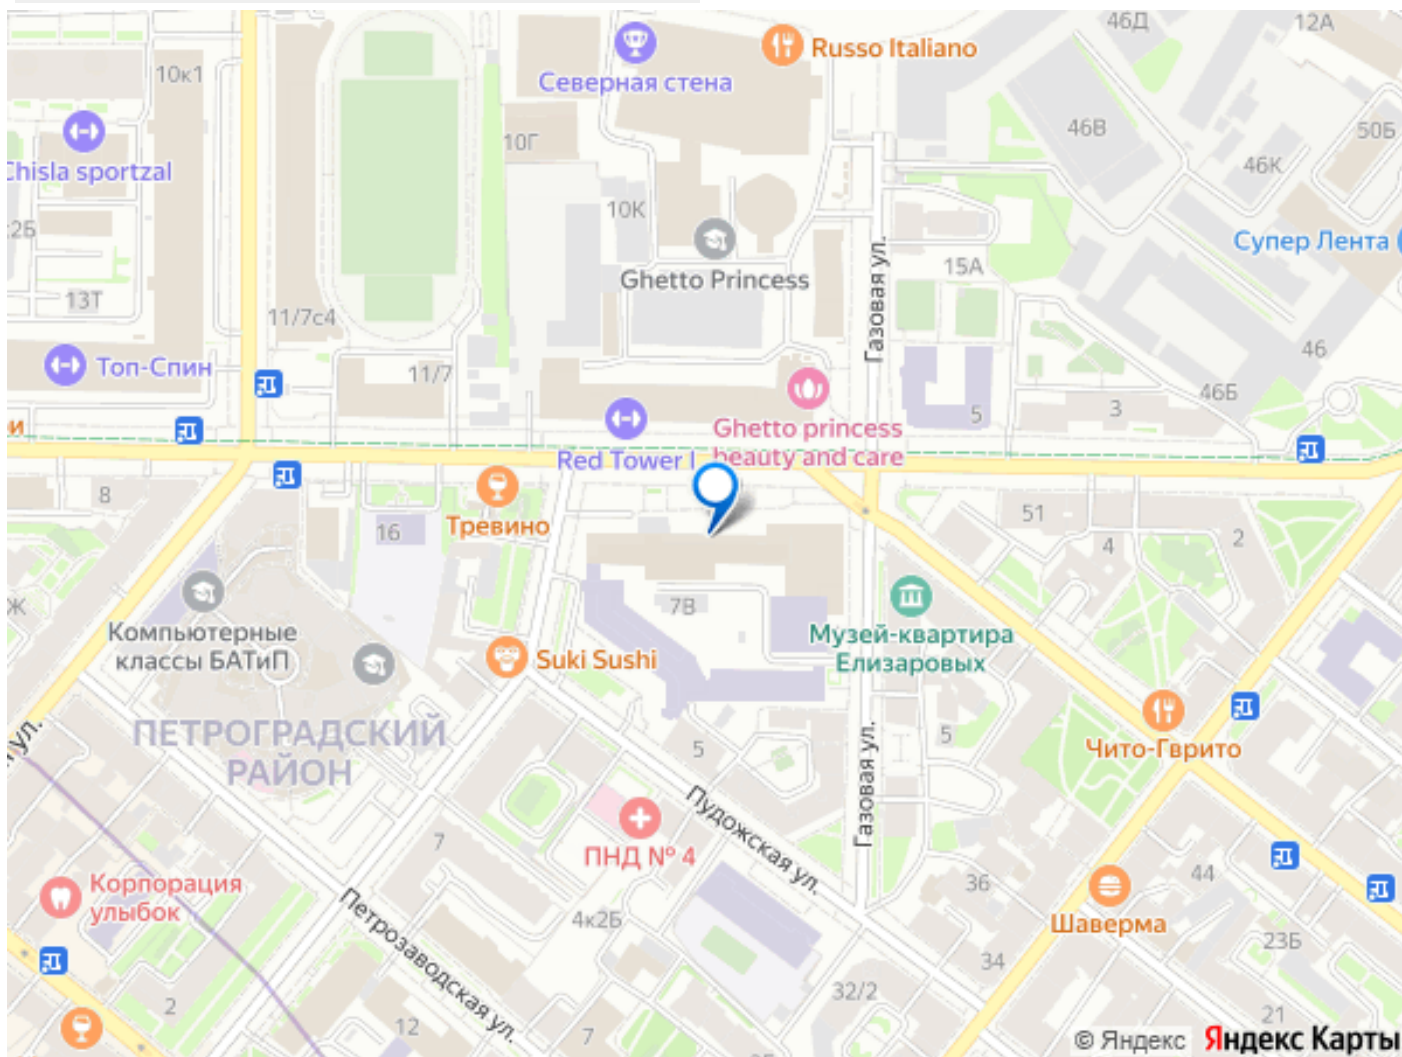 46Д
12А
Russo Italiano
Северная стена
10к1
46В
50Б
10Г
46К
Chisla sportzal
10К
25
Супер Лента
15А
Ghetto Princess
Газовая ул.
13Т
11/7с4
46
Топ-Спин
11/7
46Б
3
5
и
Ghetto princess
beauty and care
Red Tower I
8
51
Тревино
16
4
2
7В
Ж
Компьютерные
классы БАТиП
Музей-квартира
Елизаровых
Suki Sushi
ПЕТРОГРАДСКИЙ
РАЙОН
ул.
5
5
Чито-Гврито
Газовая ул.
Пудожская ул.
7
ПНД № 4
Корпорация
улыбок
36
44
4к2Б
Шаверма
Петрозаводская ул.
23Б
34
32/2
2
12
7
21
© Яндекс Яндекс Карты